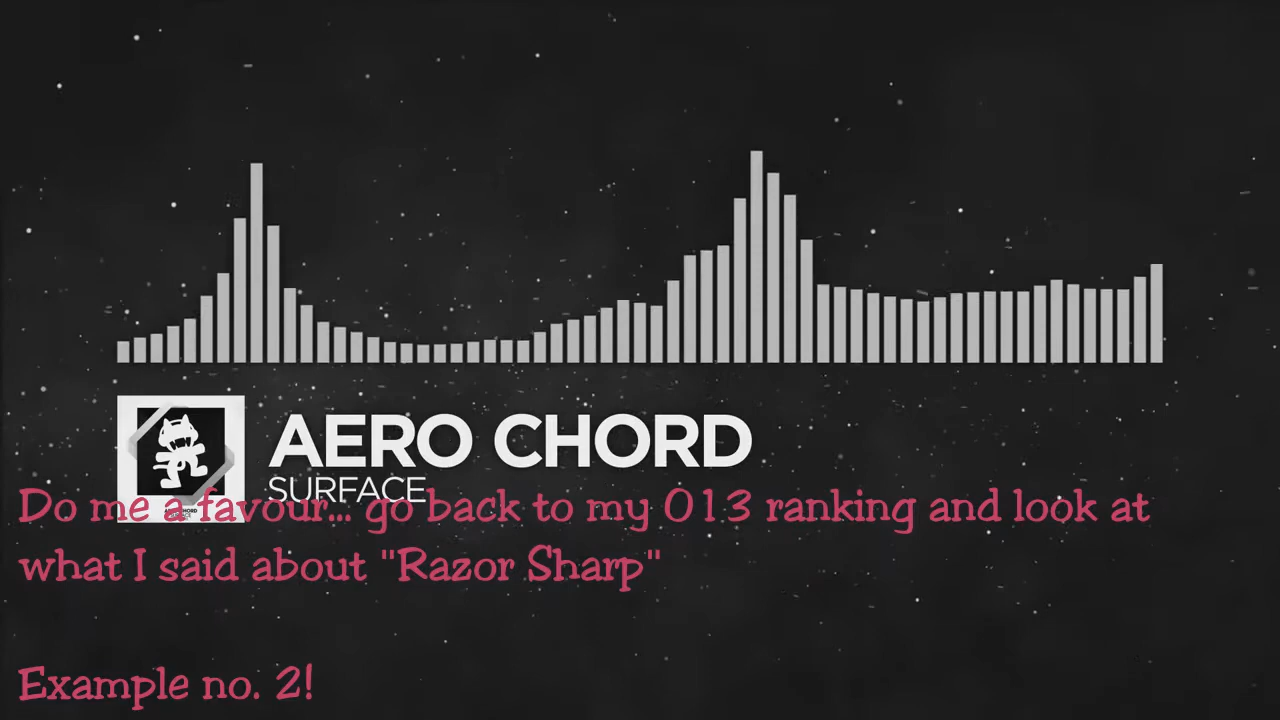 AERO CHORD
SURFACE
Do me a favour... go back to my 013 ranking and look at
what I said about "Razor Sharp"
Example no. 2!